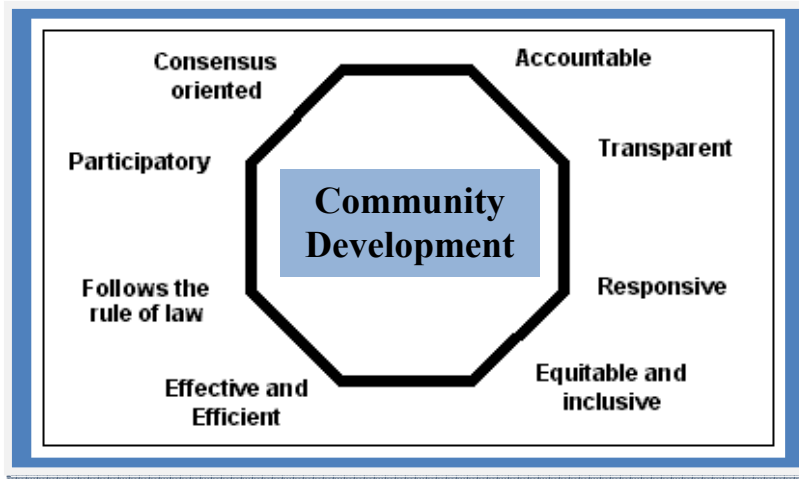 Consensus
oriented
Accountable
Participatory
Transparent
Community
Development
Follows the
rule of law
Responsive
Effective and
Efficient
Equitable and
inclusive